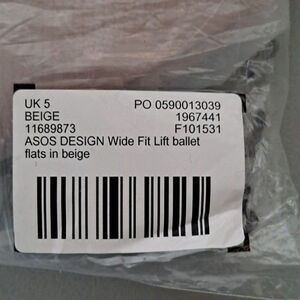 UK 5 PO 0590013039
BEIGE 1967441
11689873 F101531
ASOS DESIGN Wide Fit Lift ballet
flats in beige